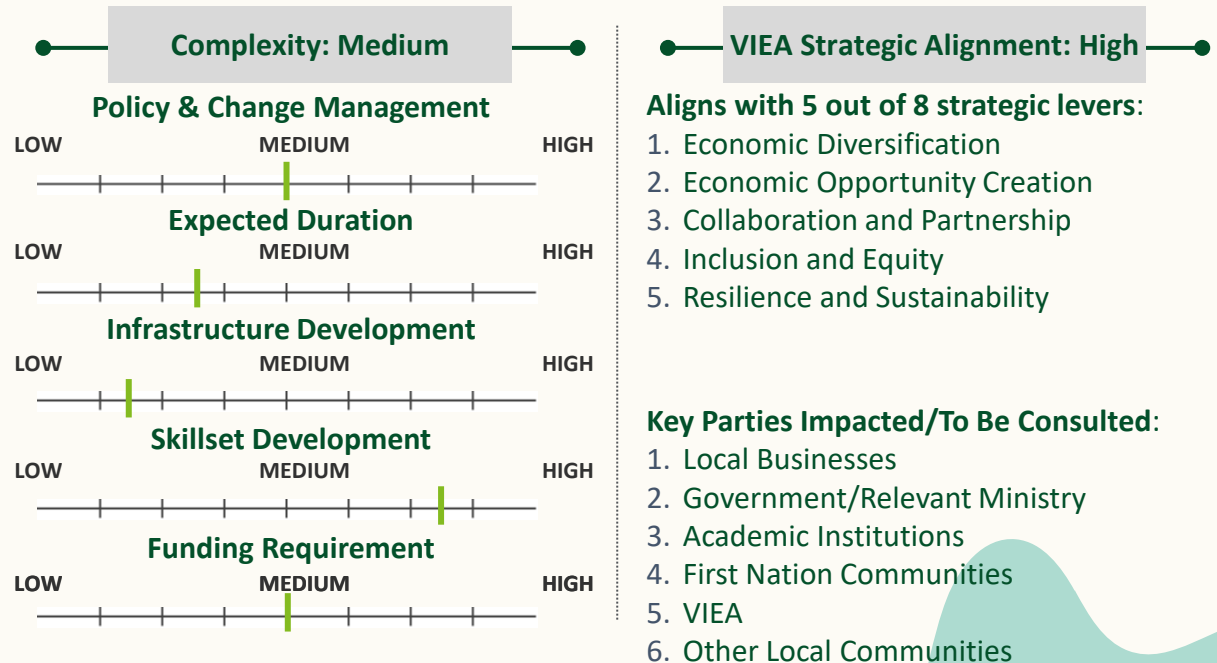 Complexity: Medium
Policy & Change Management
LOW MEDIUM HIGH
Expected Duration
LOW MEDIUM HIGH
Infrastructure Development
LOW MEDIUM HIGH
Skillset Development
LOW MEDIUM HIGH
Funding Requirement
LOW MEDIUM HIGH
VIEA Strategic Alignment: High
Aligns with 5 out of 8 strategic levers:
1. Economic Diversification
2. Economic Opportunity Creation
3. Collaboration and Partnership
4. Inclusion and Equity
5. Resilience and Sustainability
Key Parties Impacted/To Be Consulted:
1. Local Businesses
2. Government/Relevant Ministry
3. Academic Institutions
4. First Nation Communities
5. VIEA
6. Other Local Communities